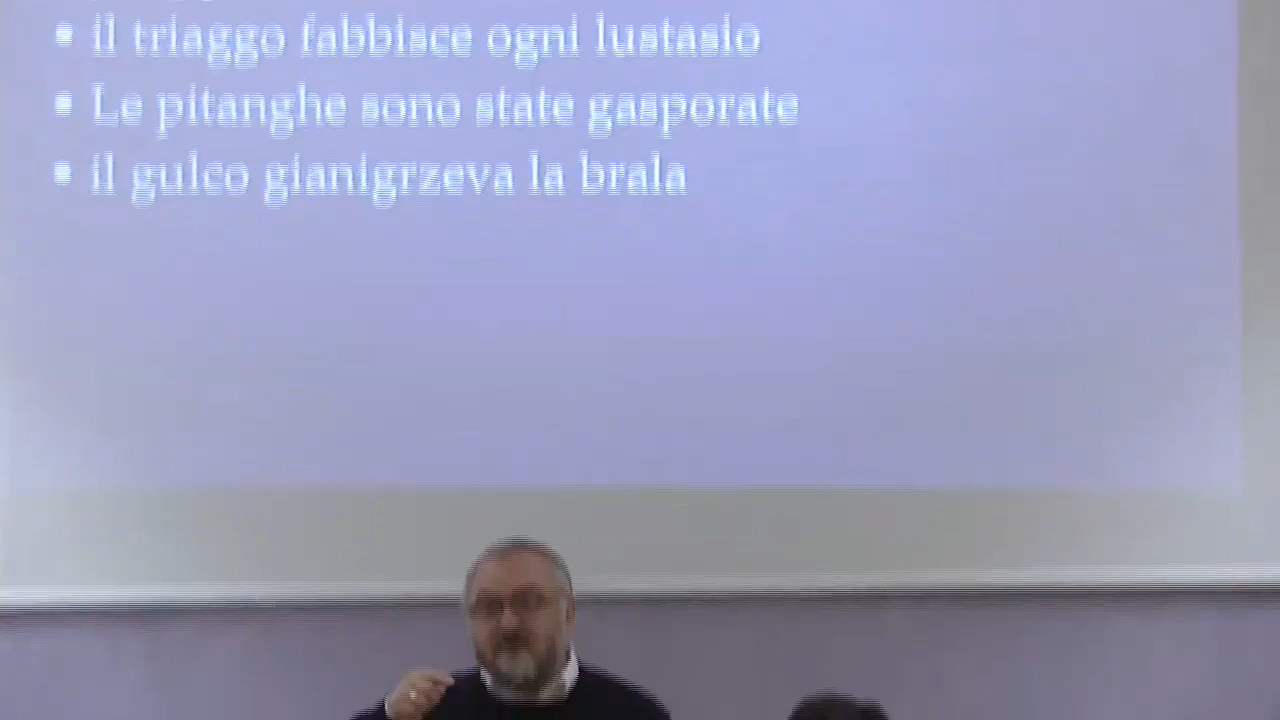 • il triaggo fabbisce ogni lustasio
• Le pitanghe sono state gasporate
• il gulco gianigrzeva la brala